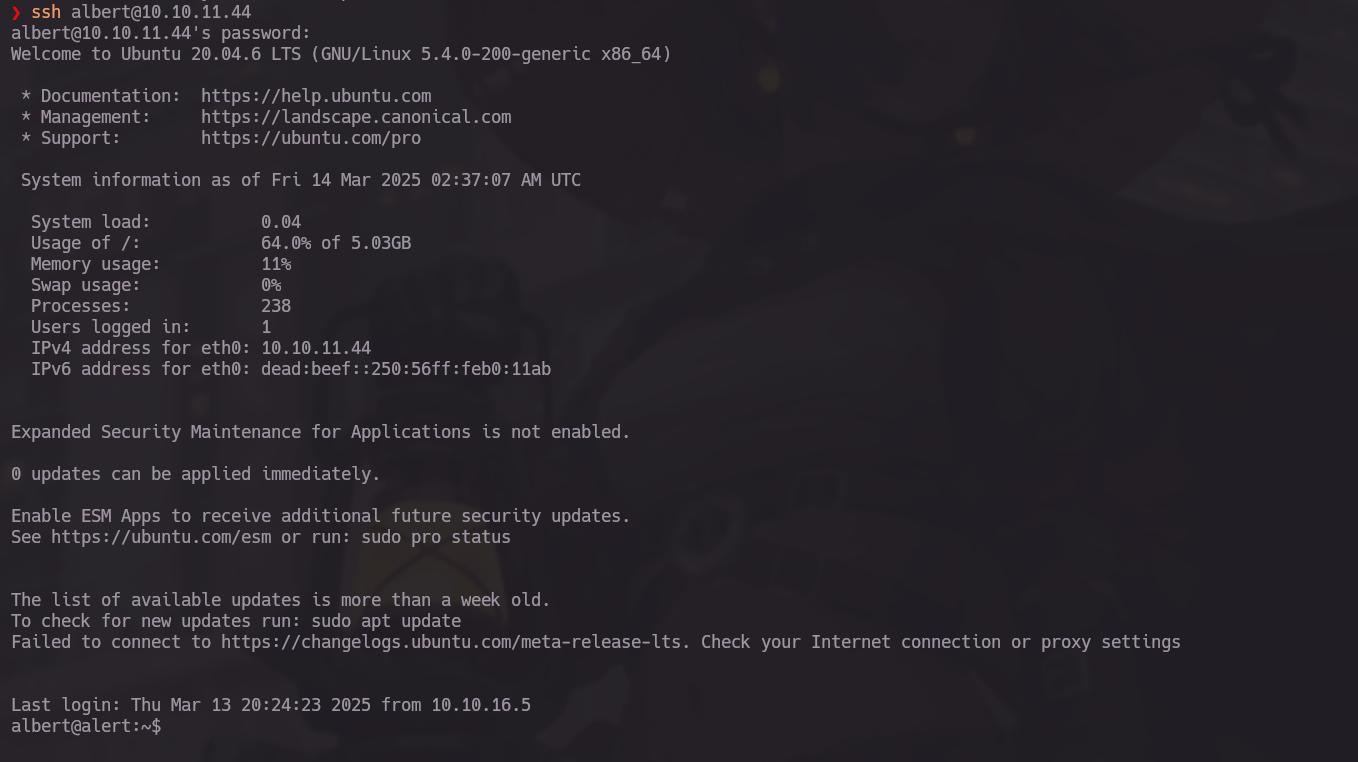 ❯ ssh albert@10.10.11.44
albert@10.10.11.44's password:
Welcome to Ubuntu 20.04.6 LTS (GNU/Linux 5.4.0-200-generic x86_64)
* Documentation:  https://help.ubuntu.com
* Management:     https://landscape.canonical.com
* Support:        https://ubuntu.com/pro
System information as of Fri 14 Mar 2025 02:37:07 AM UTC
System load:           0.04
Usage of /:            64.0% of 5.03GB
Memory usage:          11%
Swap usage:            0%
Processes:             238
Users logged in:       1
IPv4 address for eth0: 10.10.11.44
IPv6 address for eth0: dead:beef::250:56ff:feb0:11ab
Expanded Security Maintenance for Applications is not enabled.
0 updates can be applied immediately.
Enable ESM Apps to receive additional future security updates.
See https://ubuntu.com/esm or run: sudo pro status
The list of available updates is more than a week old.
To check for new updates run: sudo apt update
Failed to connect to https://changelogs.ubuntu.com/meta-release-lts. Check your Internet connection or proxy settings
Last login: Thu Mar 13 20:24:23 2025 from 10.10.16.5
albert@alert:~$